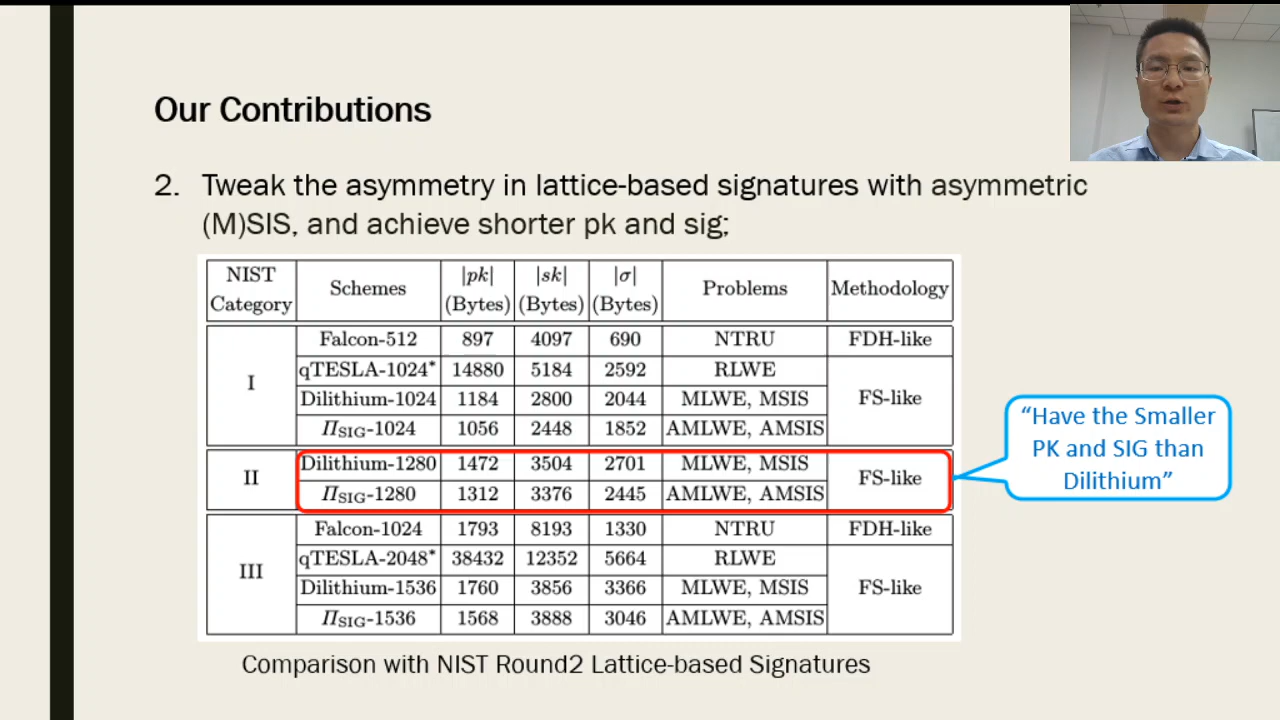 Our Contributions
2. Tweak the asymmetry in lattice-based signatures with asymmetric
(M)SIS, and achieve shorter pk and sig;
NIST Category | Schemes | |pk| (Bytes) | |sk| (Bytes) | |σ| (Bytes) | Problems | Methodology
I | Falcon-512 | 897 | 4097 | 690 | NTRU | FDH-like
qTESLA-1024* | 14880 | 5184 | 2592 | RLWE | FS-like
Dilithium-1024 | 1184 | 2800 | 2044 | MLWE, MSIS
Π_SIG-1024 | 1056 | 2448 | 1852 | AMLWE, AMSIS
II | Dilithium-1280 | 1472 | 3504 | 2701 | MLWE, MSIS | FS-like
Π_SIG-1280 | 1312 | 3376 | 2445 | AMLWE, AMSIS
III | Falcon-1024 | 1793 | 8193 | 1330 | NTRU | FDH-like
qTESLA-2048* | 38432 | 12352 | 5664 | RLWE | FS-like
Dilithium-1536 | 1760 | 3856 | 3366 | MLWE, MSIS
Π_SIG-1536 | 1568 | 3888 | 3046 | AMLWE, AMSIS
“Have the Smaller
PK and SIG than
Dilithium”
Comparison with NIST Round2 Lattice-based Signatures